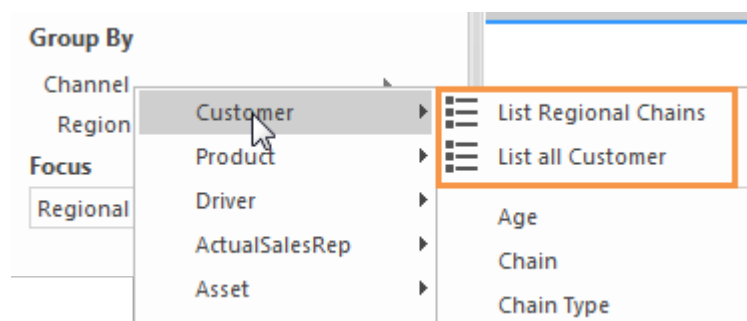 Group By
Channel
Region
Focus
Regional
Customer
Product
Driver
ActualSalesRep
Asset
List Regional Chains
List all Customer
Age
Chain
Chain Type